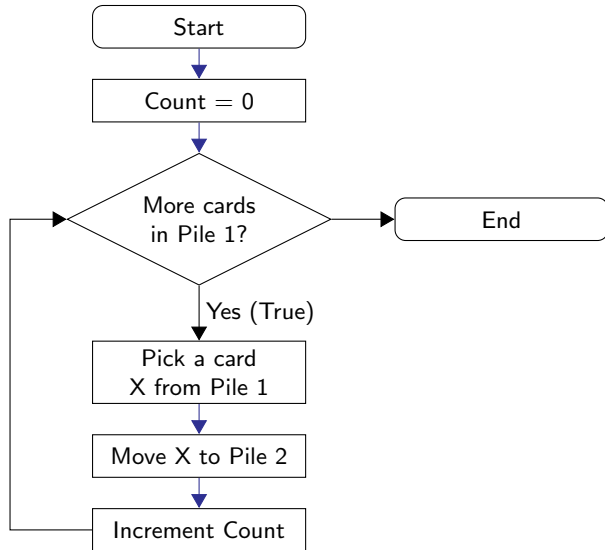 Start
Count = 0
More cards
in Pile 1?
End
Yes (True)
Pick a card
X from Pile 1
Move X to Pile 2
Increment Count